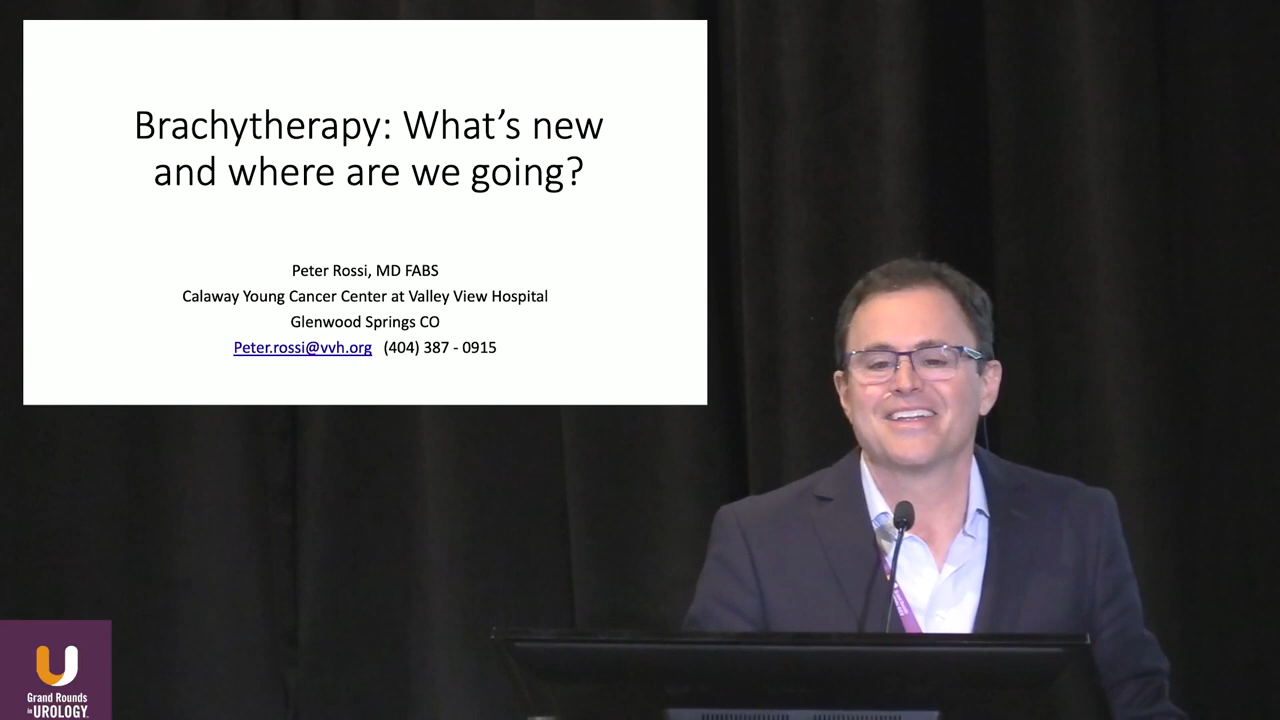 Brachytherapy: What's new
and where are we going?
Peter Rossi, MD FABS
Calaway Young Cancer Center at Valley View Hospital
Glenwood Springs CO
Peter.rossi@vvh.org (404) 387 - 0915
Grand Rounds
in UROLOGY